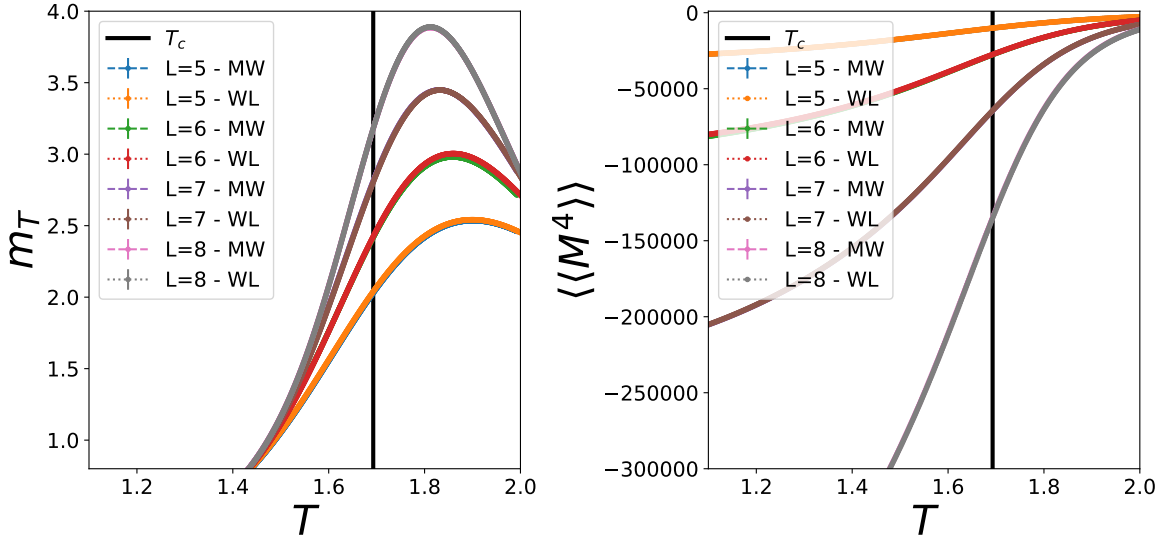 4.0
3.5
3.0
2.5
2.0
1.5
1.0
m_T
T_c
L=5 - MW
L=5 - WL
L=6 - MW
L=6 - WL
L=7 - MW
L=7 - WL
L=8 - MW
L=8 - WL
1.2 1.4 1.6 1.8 2.0
T
0
−50000
−100000
−150000
−200000
−250000
−300000
⟨⟨M^4⟩⟩
T_c
L=5 - MW
L=5 - WL
L=6 - MW
L=6 - WL
L=7 - MW
L=7 - WL
L=8 - MW
L=8 - WL
1.2 1.4 1.6 1.8 2.0
T